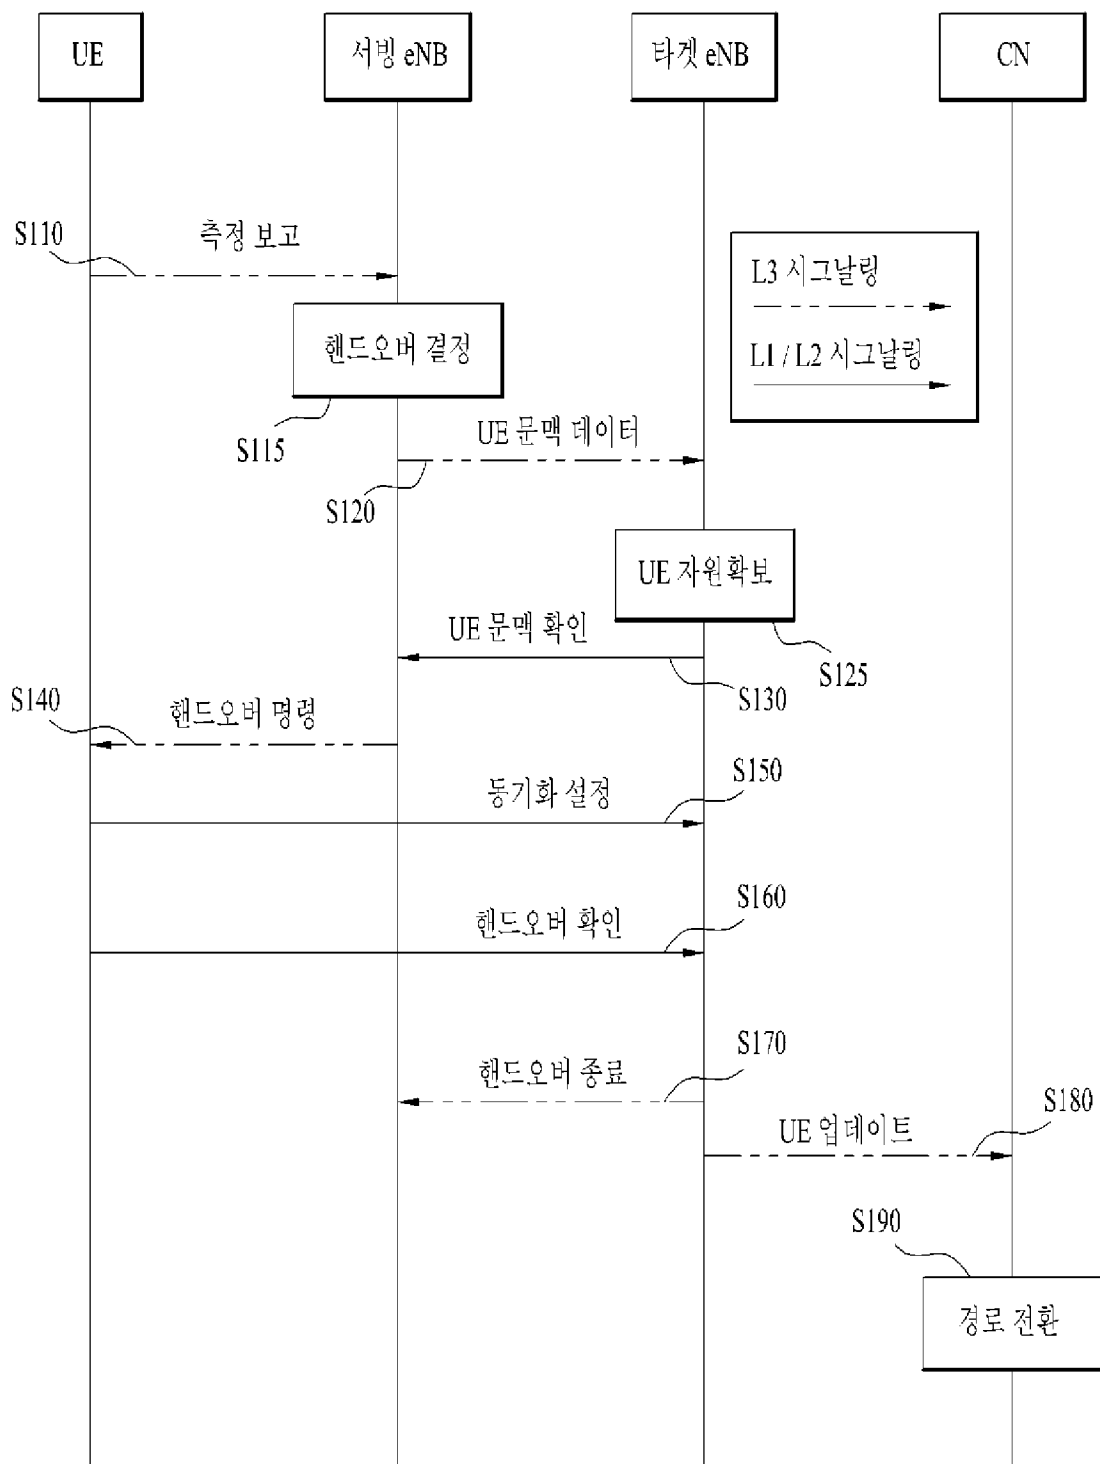 UE
서빙 eNB
타겟 eNB
CN
S110
측정 보고
L3 시그날링
L1 / L2 시그날링
핸드오버 결정
S115
UE 문맥 데이터
S120
UE 자원확보
S125
UE 문맥 확인
S130
S140
핸드오버 명령
동기화 설정
S150
핸드오버 확인
S160
핸드오버 종료
S170
UE 업데이트
S180
S190
경로 전환